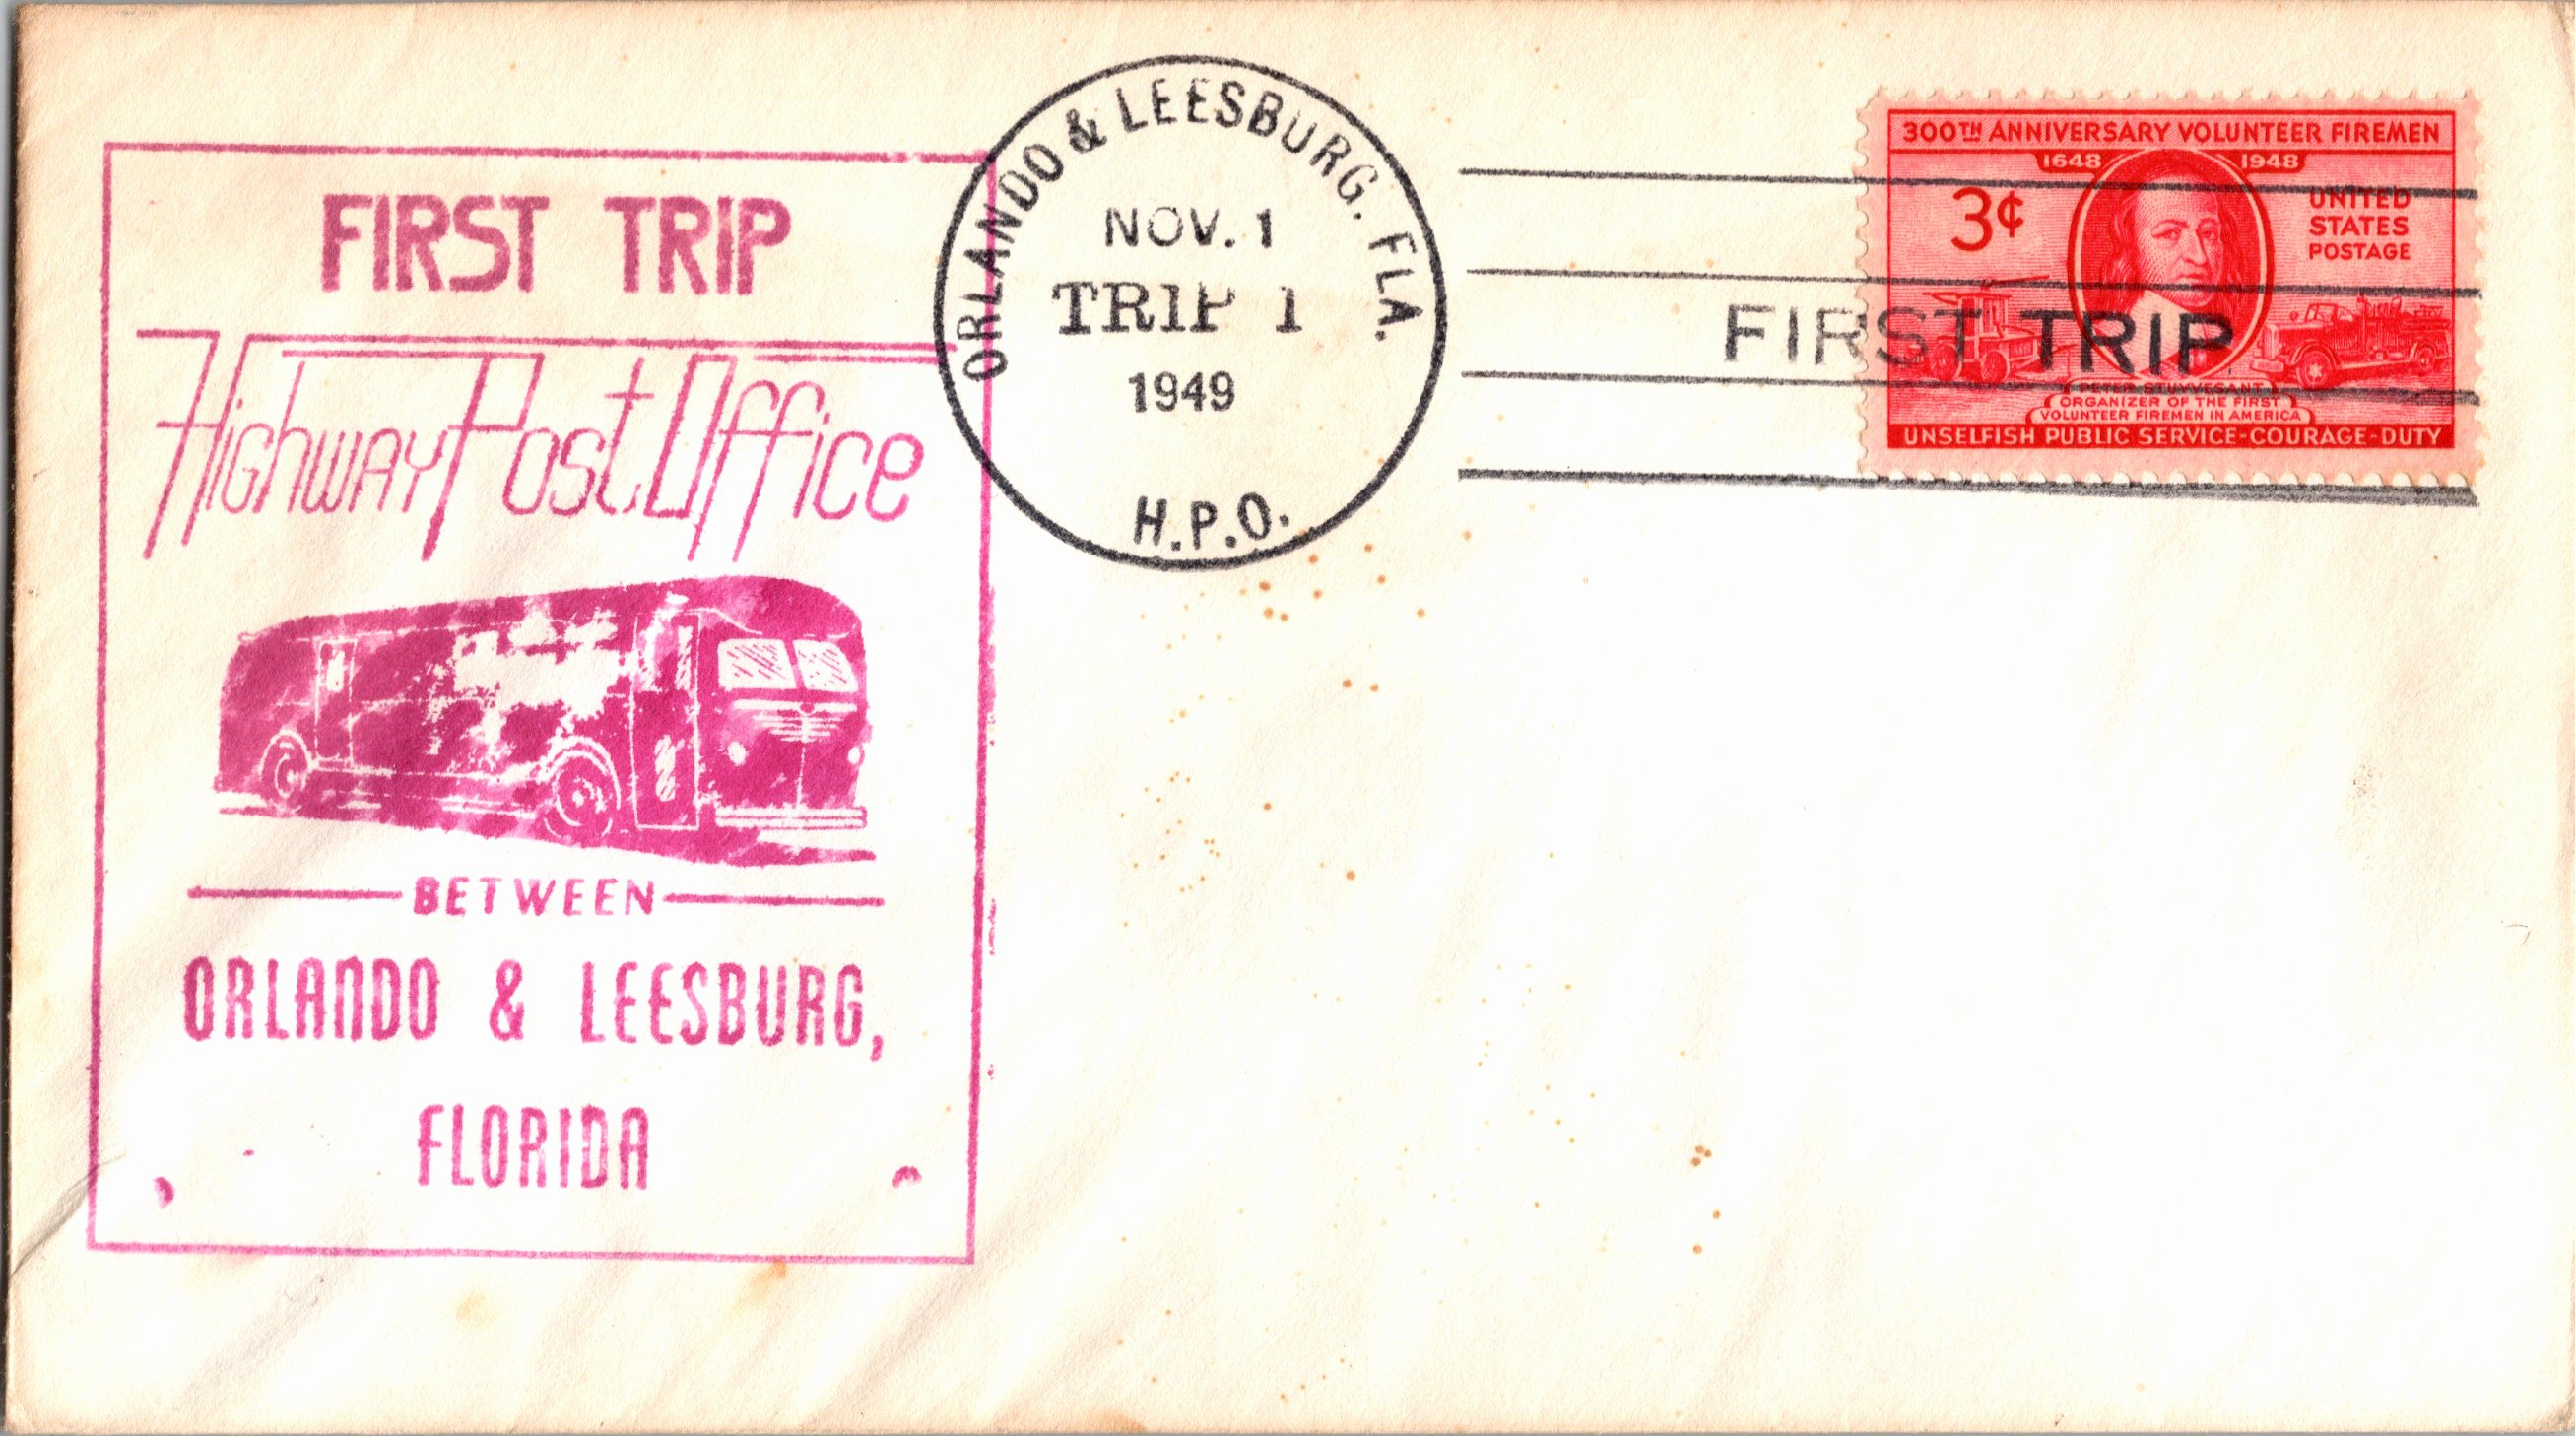 FIRST TRIP
Highway Post Office
BETWEEN
ORLANDO & LEESBURG,
FLORIDA
ORLANDO & LEESBURG. FLA.
NOV. 1
TRIP 1
1949
H.P.O.
FIRST TRIP
300TH ANNIVERSARY VOLUNTEER FIREMEN
1648 1948
3¢
UNITED
STATES
POSTAGE
PETER STUYVESANT
ORGANIZER OF THE FIRST
VOLUNTEER FIREMEN IN AMERICA
UNSELFISH PUBLIC SERVICE-COURAGE-DUTY